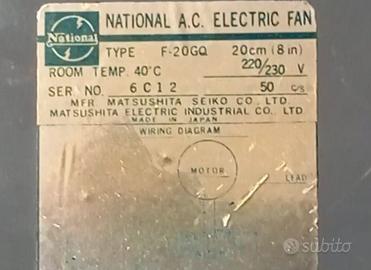 National
NATIONAL A.C. ELECTRIC FAN
TYPE F-20GQ 20cm (8 in)
ROOM TEMP. 40°C 220/230 V
SER. NO. 6C12 50 c/s
MFR. MATSUSHITA SEIKO CO., LTD.
MATSUSHITA ELECTRIC INDUSTRIAL CO., LTD
MADE IN JAPAN
WIRING DIAGRAM
MOTOR
LEAD
subito